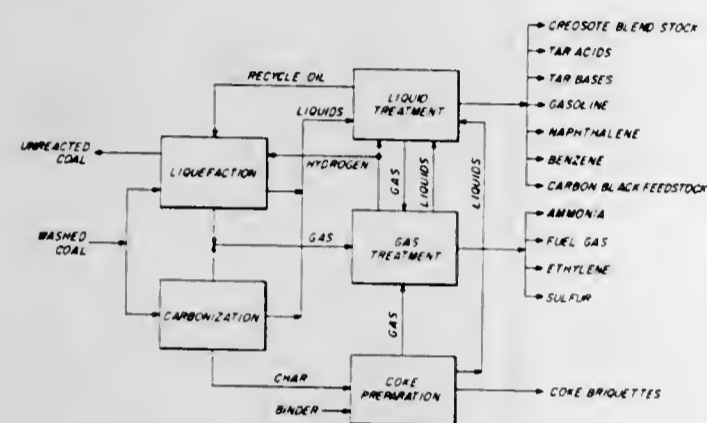 CREOSOTE BLEND STOCK
TAR ACIDS
TAR BASES
GASOLINE
NAPHTHALENE
BENZENE
CARBON BLACK FEEDSTOCK
RECYCLE OIL
LIQUIDS
LIQUID
TREATMENT
UNREACTED
COAL
LIQUEFACTION
HYDROGEN
GAS
LIQUIDS
LIQUIDS
WASHED
COAL
GAS
GAS
TREATMENT
AMMONIA
FUEL GAS
ETHYLENE
SULFUR
CARBONIZATION
GAS
CHAR
COKE
PREPARATION
BINDER
COKE BRIQUETTES